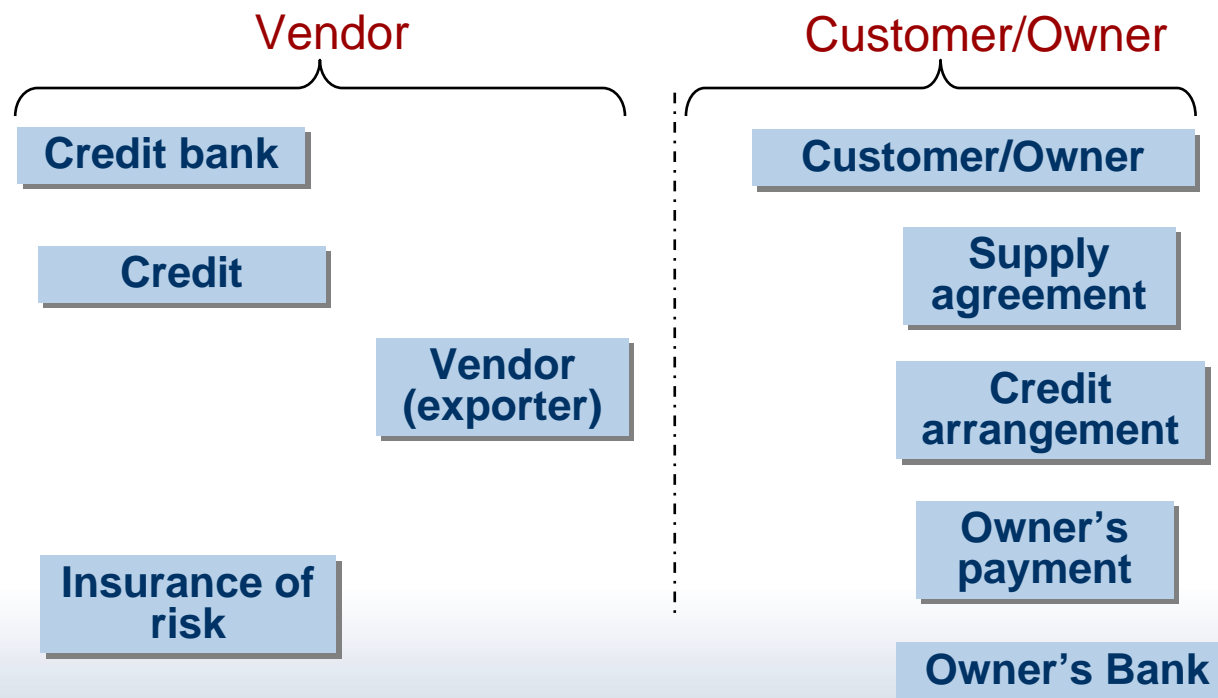 Vendor
Customer/Owner
Credit bank
Customer/Owner
Credit
Supply
agreement
Vendor
(exporter)
Credit
arrangement
Owner’s
payment
Insurance of
risk
Owner’s Bank